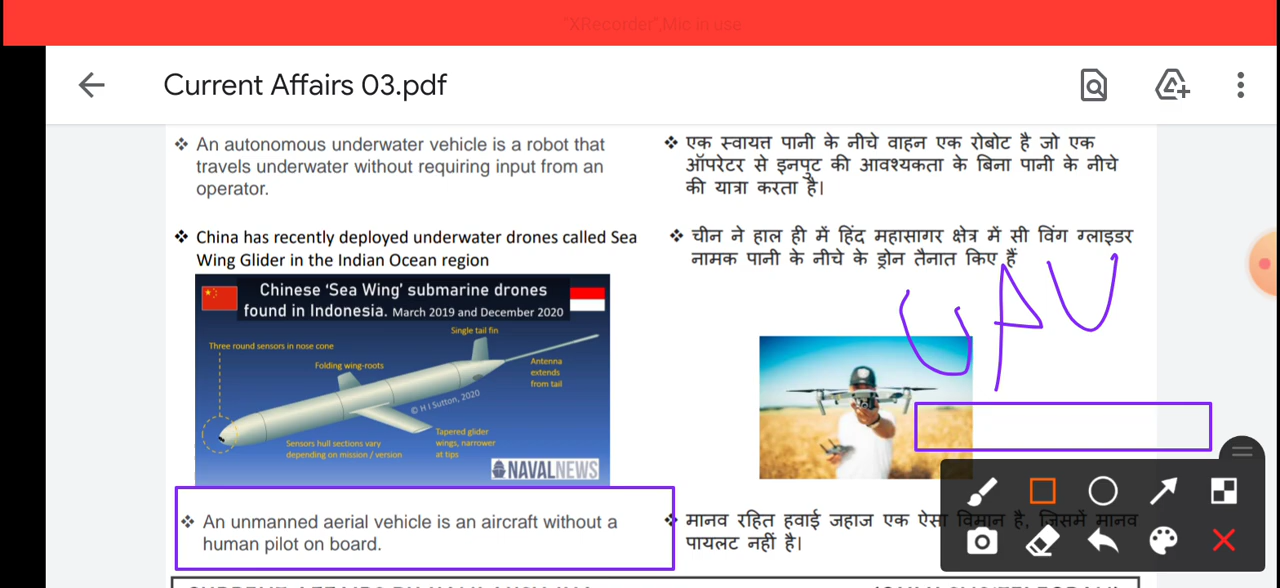 "XRecorder",Mic in use
Current Affairs 03.pdf
❖ An autonomous underwater vehicle is a robot that
travels underwater without requiring input from an
operator.
❖ एक स्वायत्त पानी के नीचे वाहन एक रोबोट है जो एक
ऑपरेटर से इनपुट की आवश्यकता के बिना पानी के नीचे
की यात्रा करता है।
❖ China has recently deployed underwater drones called Sea
Wing Glider in the Indian Ocean region
❖ चीन ने हाल ही में हिंद महासागर क्षेत्र में सी विंग ग्लाइडर
नामक पानी के नीचे के ड्रोन तैनात किए हैं
Chinese 'Sea Wing' submarine drones
found in Indonesia. March 2019 and December 2020
Single tail fin
Three round sensors in nose cone
Folding wing-roots
Antenna
extends
from tail
© H I Sutton, 2020
Sensors hull sections vary
depending on mission / version
Tapered glider
wings, narrower
at tips
NAVALNEWS
UAV
❖ An unmanned aerial vehicle is an aircraft without a
human pilot on board.
❖ मानव रहित हवाई जहाज एक ऐसा विमान है, जिसमें मानव
पायलट नहीं है।